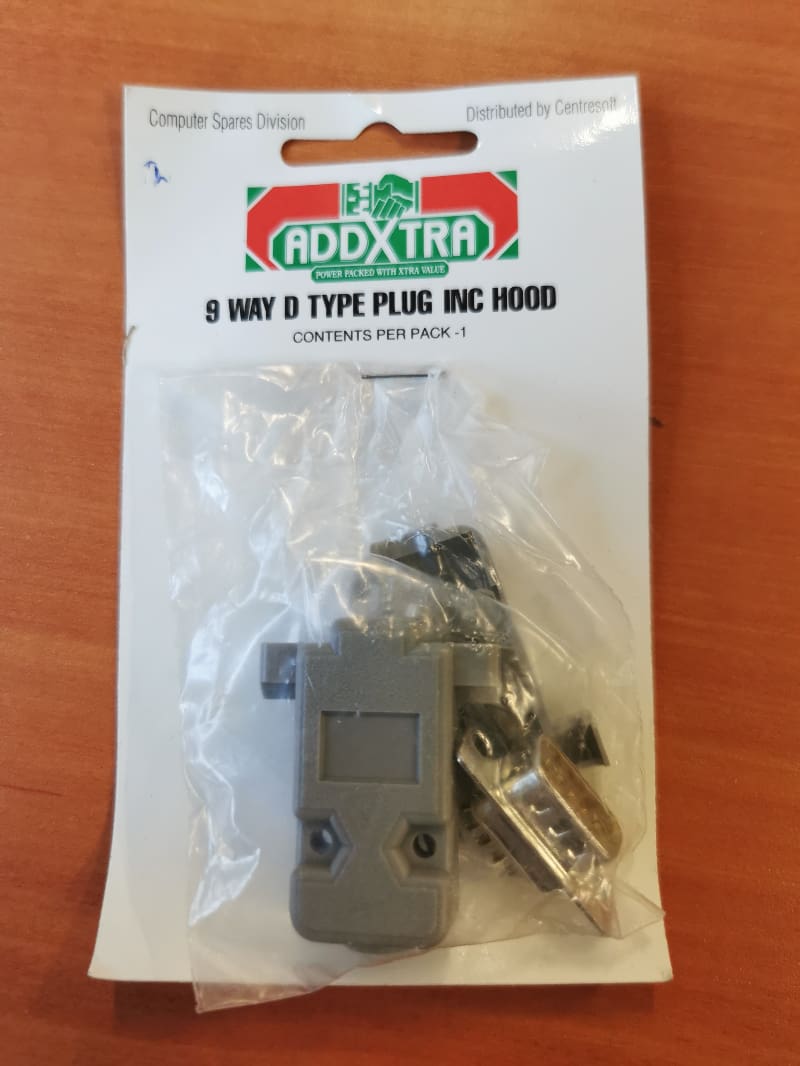 Computer Spares Division
Distributed by Centresoft
ADDXTRA
POWER PACKED WITH XTRA VALUE
9 WAY D TYPE PLUG INC HOOD
CONTENTS PER PACK -1